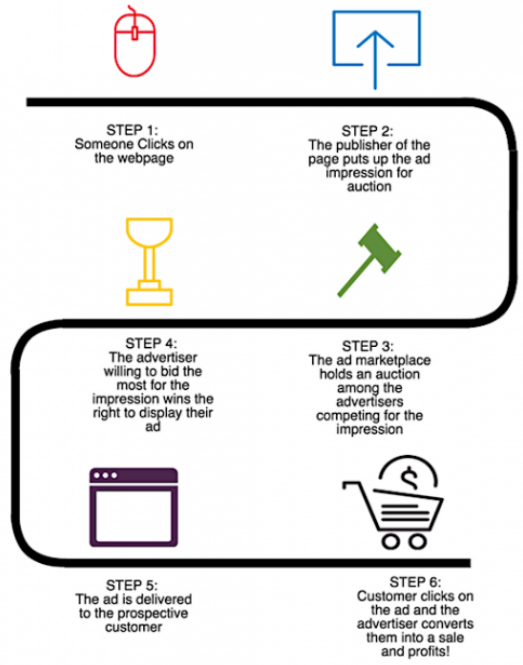 STEP 1:
Someone Clicks on
the webpage
STEP 2:
The publisher of the
page puts up the ad
impression for
auction
STEP 3:
The ad marketplace
holds an auction
among the
advertisers
competing for the
impression
STEP 4:
The advertiser
willing to bid the
most for the
impression wins the
right to display their
ad
STEP 5:
The ad is delivered
to the prospective
customer
STEP 6:
Customer clicks on
the ad and the
advertiser converts
them into a sale
and profits!